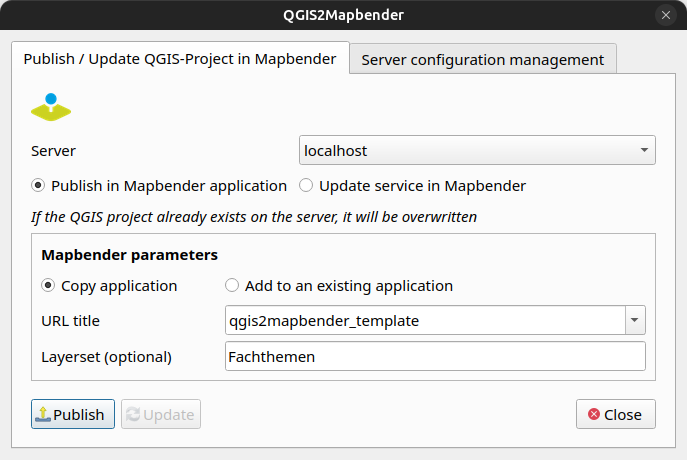 QGIS2Mapbender
Publish / Update QGIS-Project in Mapbender
Server configuration management
Server
localhost
Publish in Mapbender application
Update service in Mapbender
If the QGIS project already exists on the server, it will be overwritten
Mapbender parameters
Copy application
Add to an existing application
URL title
qgis2mapbender_template
Layerset (optional)
Fachthemen
Publish
Update
Close